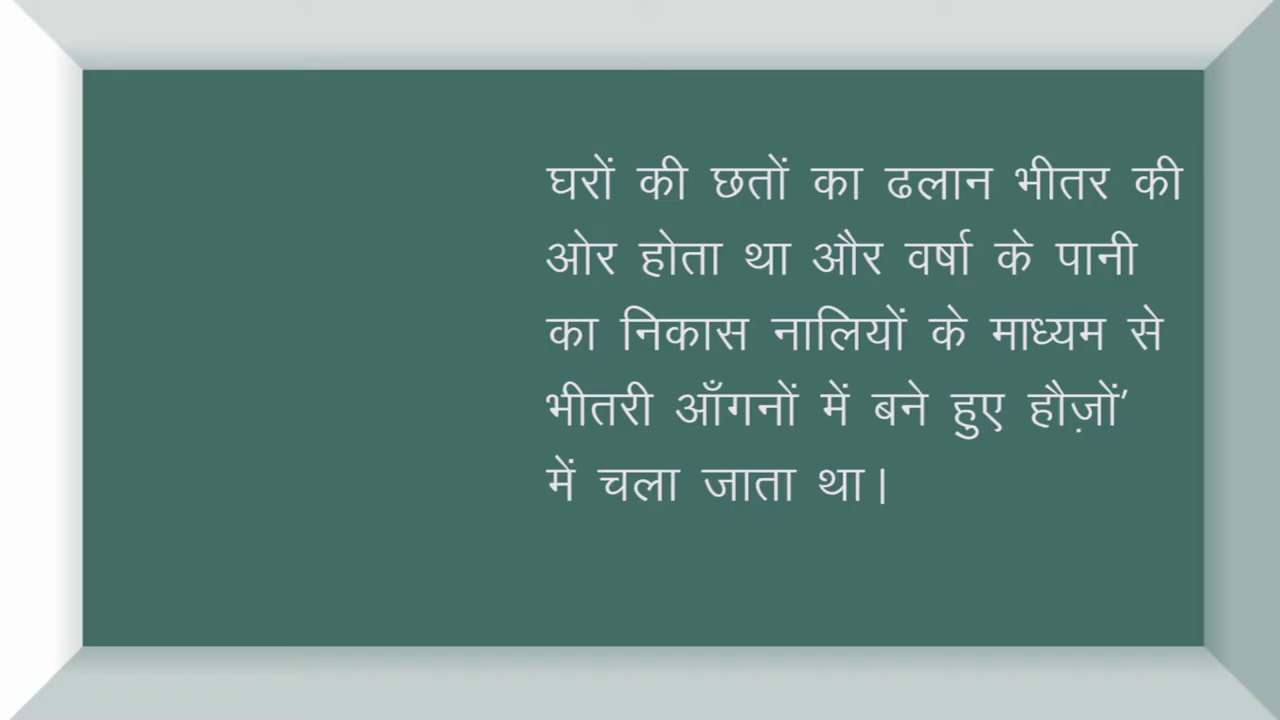 घरों की छतों का ढलान भीतर की
ओर होता था और वर्षा के पानी
का निकास नालियों के माध्यम से
भीतरी आँगनों में बने हुए हौज़ों’
में चला जाता था।